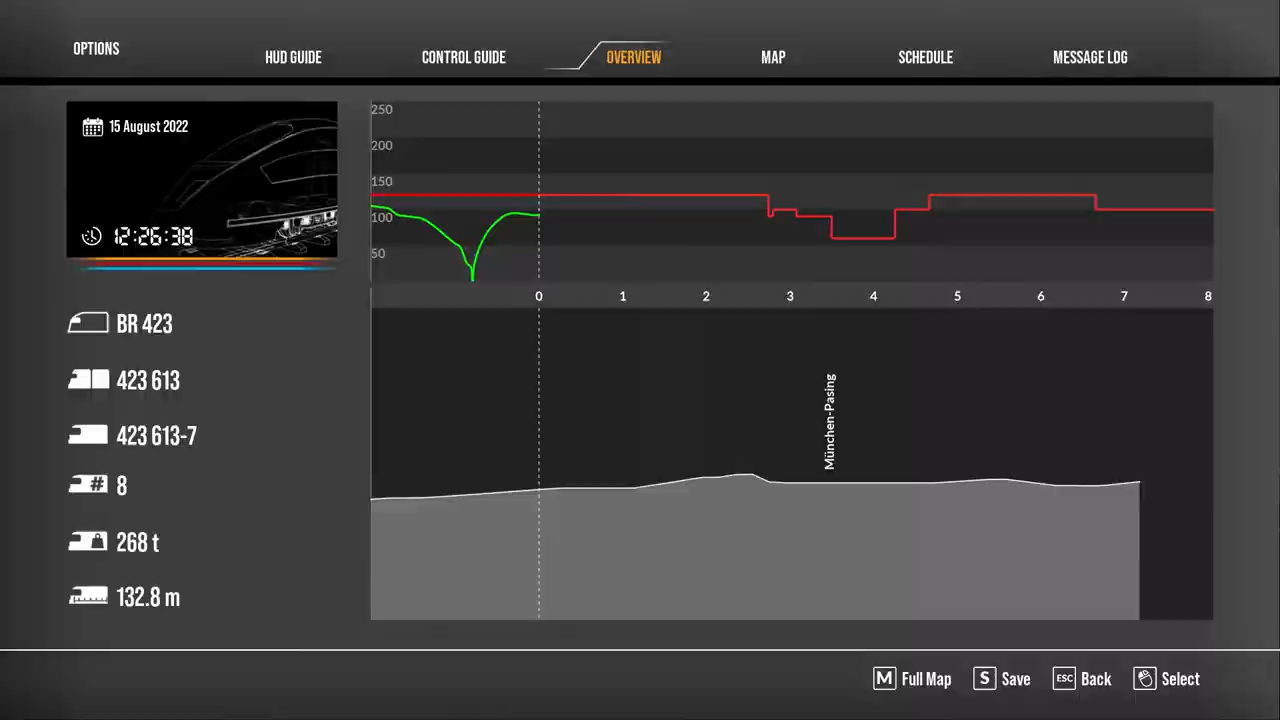 OPTIONS
HUD GUIDE
CONTROL GUIDE
OVERVIEW
MAP
SCHEDULE
MESSAGE LOG
15 August 2022
12:26:38
BR 423
423 613
423 613-7
# 8
268 t
132.8 m
250
200
150
100
50
0 1 2 3 4 5 6 7 8
München-Pasing
M Full Map
S Save
ESC Back
Select